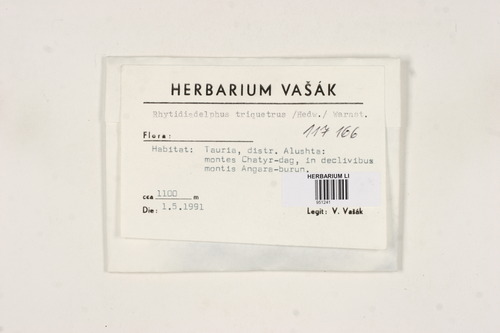 HERBARIUM VAŠÁK
Rhytidiadelphus triquetrus /Hedw./ Warnst.
Flora:
117 166
Habitat: Tauria, distr. Alushta:
montes Chatyr-dag, in declivibus
montis Angara-burun.
HERBARIUM LI
cca 1100 m
Die: 1.5.1991
Legit: V. Vašák